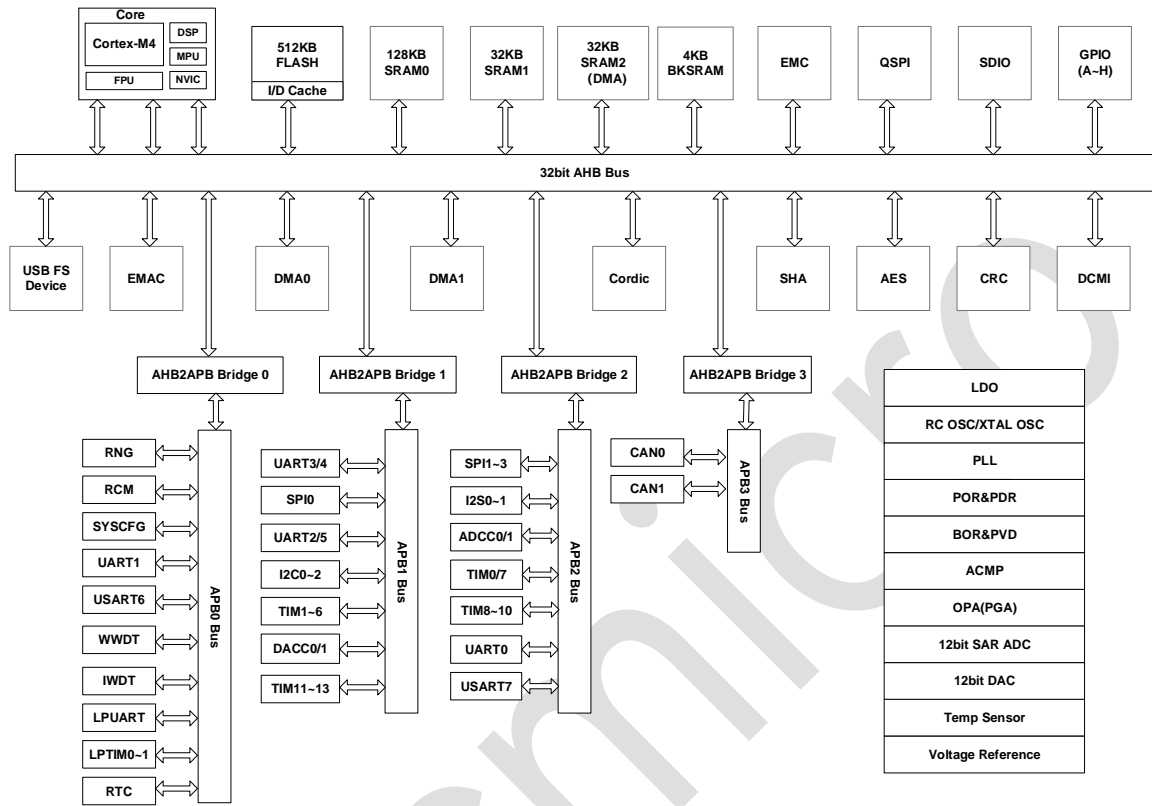 Core
Cortex-M4
DSP
MPU
FPU
NVIC
512KB
FLASH
I/D Cache
128KB
SRAM0
32KB
SRAM1
32KB
SRAM2
(DMA)
4KB
BKSRAM
EMC
QSPI
SDIO
GPIO
(A~H)
32bit AHB Bus
USB FS
Device
EMAC
DMA0
DMA1
Cordic
SHA
AES
CRC
DCMI
AHB2APB Bridge 0
AHB2APB Bridge 1
AHB2APB Bridge 2
AHB2APB Bridge 3
RNG
RCM
SYSCFG
UART1
USART6
WWDT
IWDT
LPUART
LPTIM0~1
RTC
APB0 Bus
UART3/4
SPI0
UART2/5
I2C0~2
TIM1~6
DACC0/1
TIM11~13
APB1 Bus
SPI1~3
I2S0~1
ADCC0/1
TIM0/7
TIM8~10
UART0
USART7
APB2 Bus
CAN0
CAN1
APB3 Bus
LDO
RC OSC/XTAL OSC
PLL
POR&PDR
BOR&PVD
ACMP
OPA(PGA)
12bit SAR ADC
12bit DAC
Temp Sensor
Voltage Reference